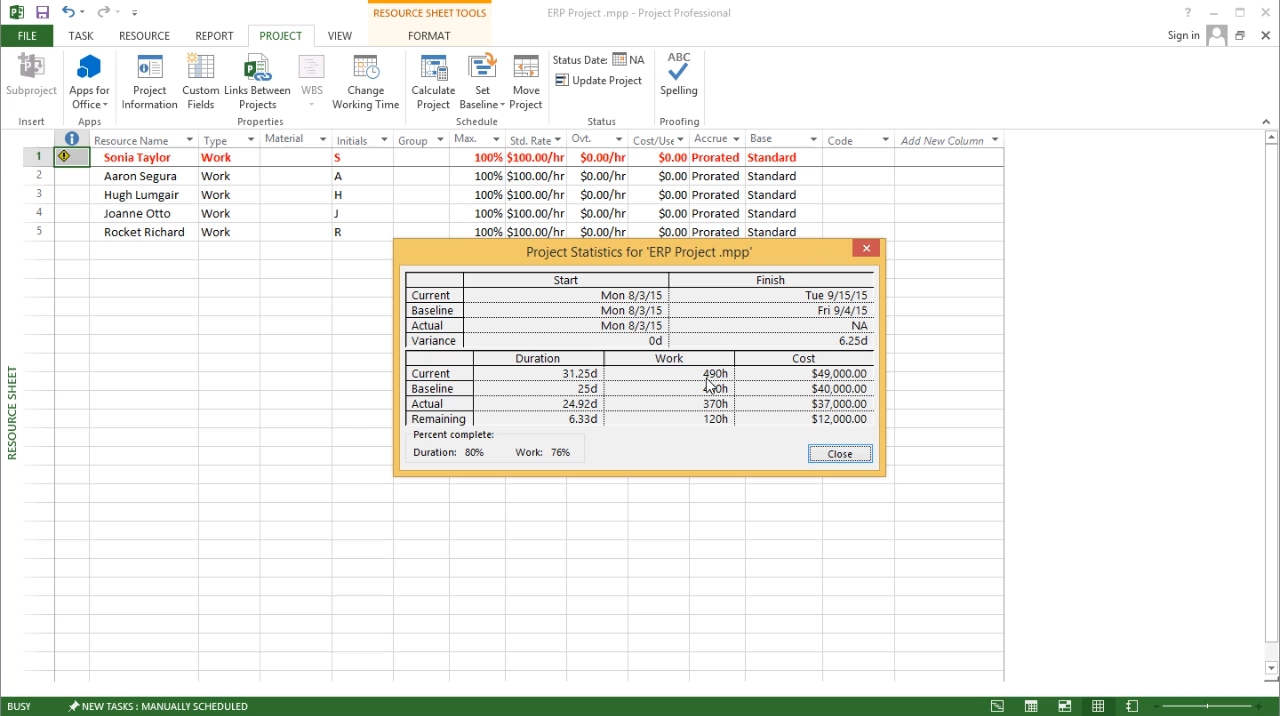 RESOURCE SHEET TOOLS
ERP Project .mpp - Project Professional
FILE TASK RESOURCE REPORT PROJECT VIEW FORMAT
Sign in
Subproject
Apps for Office
Project Information
Custom Fields
Links Between Projects
WBS
Change Working Time
Calculate Project
Set Baseline
Move Project
Status Date: NA
Update Project
ABC
Spelling
Insert Apps Properties Schedule Status Proofing
Resource Name Type Material Initials Group Max. Std. Rate Ovt. Cost/Use Accrue Base Code Add New Column
1 Sonia Taylor Work S 100% $100.00/hr $0.00/hr $0.00 Prorated Standard
2 Aaron Segura Work A 100% $100.00/hr $0.00/hr $0.00 Prorated Standard
3 Hugh Lumgair Work H 100% $100.00/hr $0.00/hr $0.00 Prorated Standard
4 Joanne Otto Work J 100% $100.00/hr $0.00/hr $0.00 Prorated Standard
5 Rocket Richard Work R 100% $100.00/hr $0.00/hr $0.00 Prorated Standard
Project Statistics for 'ERP Project .mpp'
Start Finish
Current Mon 8/3/15 Tue 9/15/15
Baseline Mon 8/3/15 Fri 9/4/15
Actual Mon 8/3/15 NA
Variance 0d 6.25d
Duration Work Cost
Current 31.25d 490h $49,000.00
Baseline 25d $40,000.00
Actual 24.92d 370h $37,000.00
Remaining 6.33d 120h $12,000.00
Percent complete:
Duration: 80% Work: 76%
Close
RESOURCE SHEET
BUSY
NEW TASKS : MANUALLY SCHEDULED